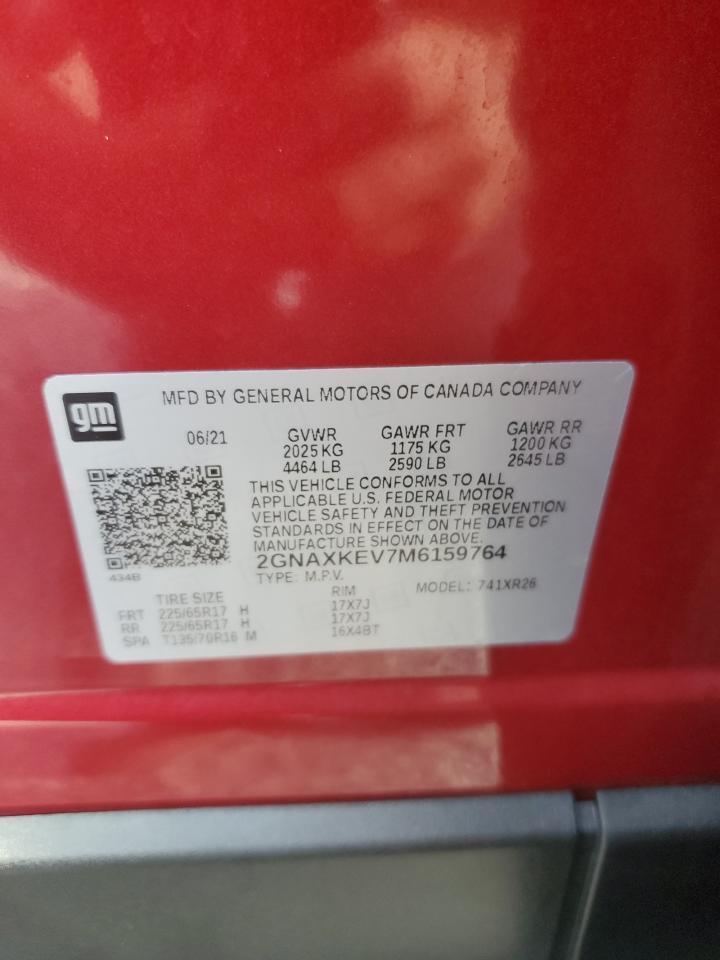 gm
MFD BY GENERAL MOTORS OF CANADA COMPANY
06/21 GVWR GAWR FRT GAWR RR
2025 KG 1175 KG 1200 KG
4464 LB 2590 LB 2645 LB
THIS VEHICLE CONFORMS TO ALL
APPLICABLE U.S. FEDERAL MOTOR
VEHICLE SAFETY AND THEFT PREVENTION
STANDARDS IN EFFECT ON THE DATE OF
MANUFACTURE SHOWN ABOVE.
2GNAXKEV7M6159764
434B
TYPE: M.P.V. MODEL: 741XR26
TIRE SIZE RIM
FRT 225/65R17 H 17X7J
RR 225/65R17 H 17X7J
SPA T135/70R16 M 16X4BT